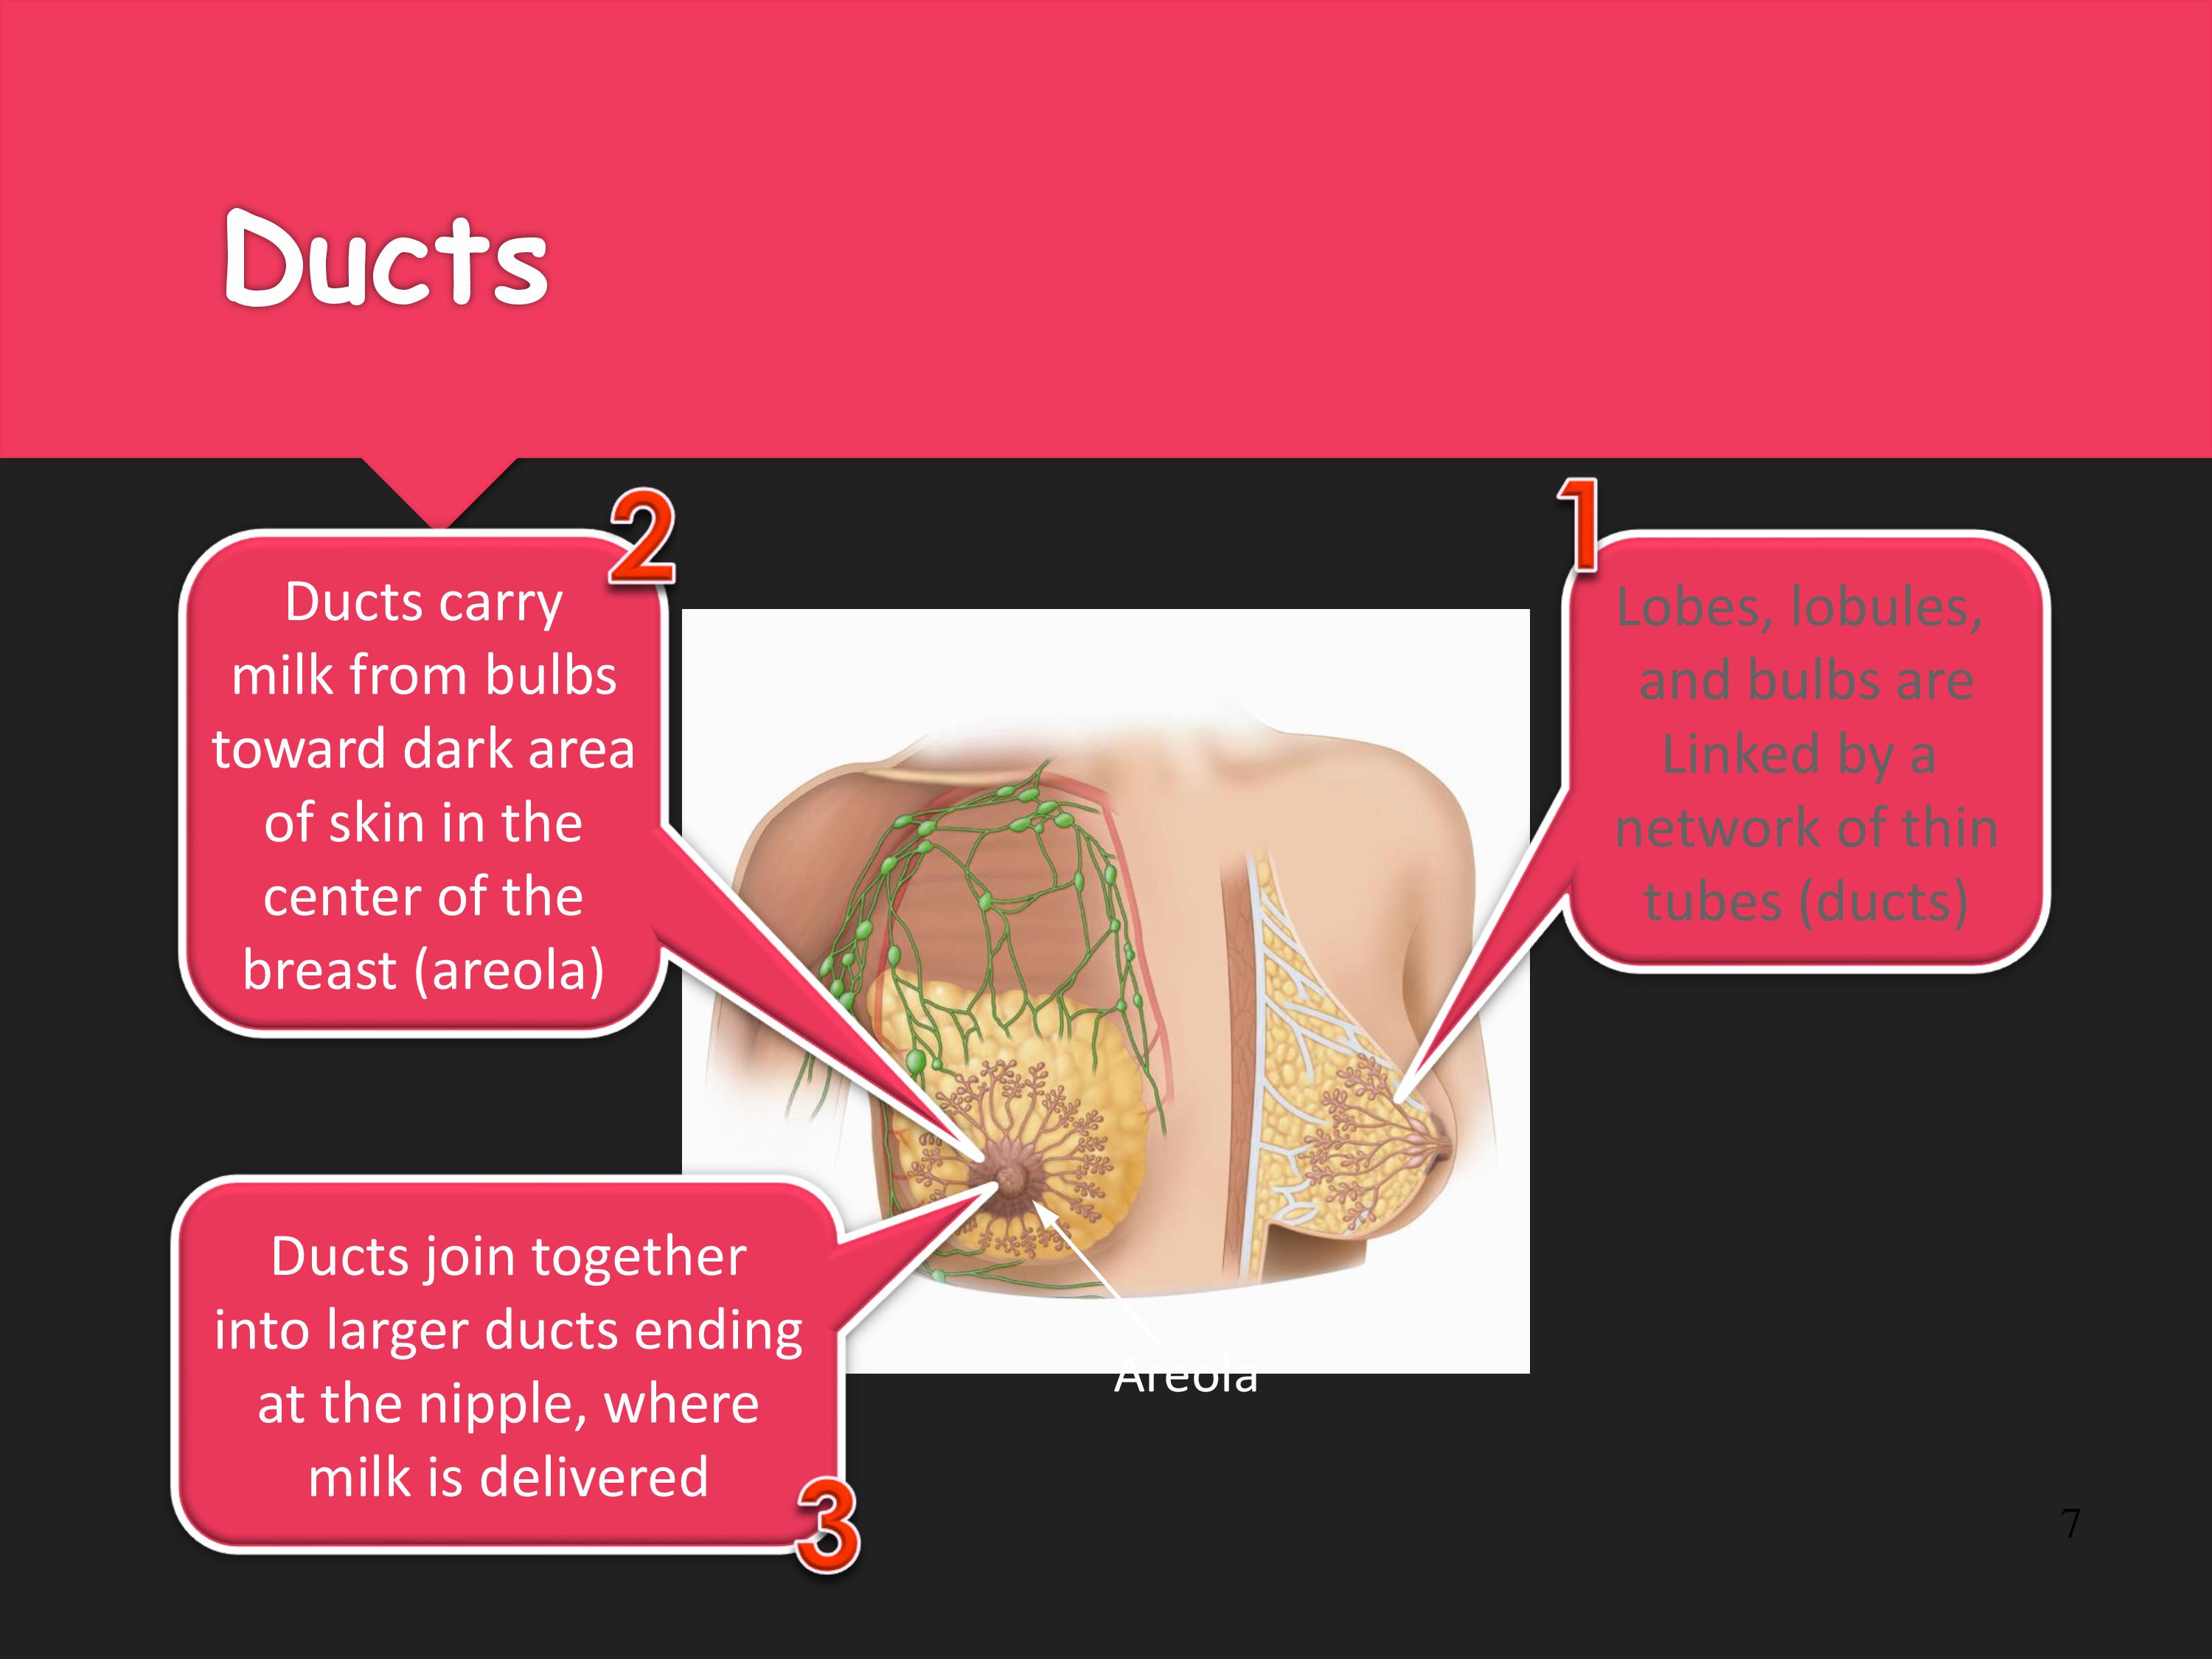 Ducts
1
Lobes, lobules,
and bulbs are
Linked by a
network of thin
tubes (ducts)
2
Ducts carry
milk from bulbs
toward dark area
of skin in the
center of the
breast (areola)
Ducts join together
into larger ducts ending
at the nipple, where
milk is delivered
3
Areola
7